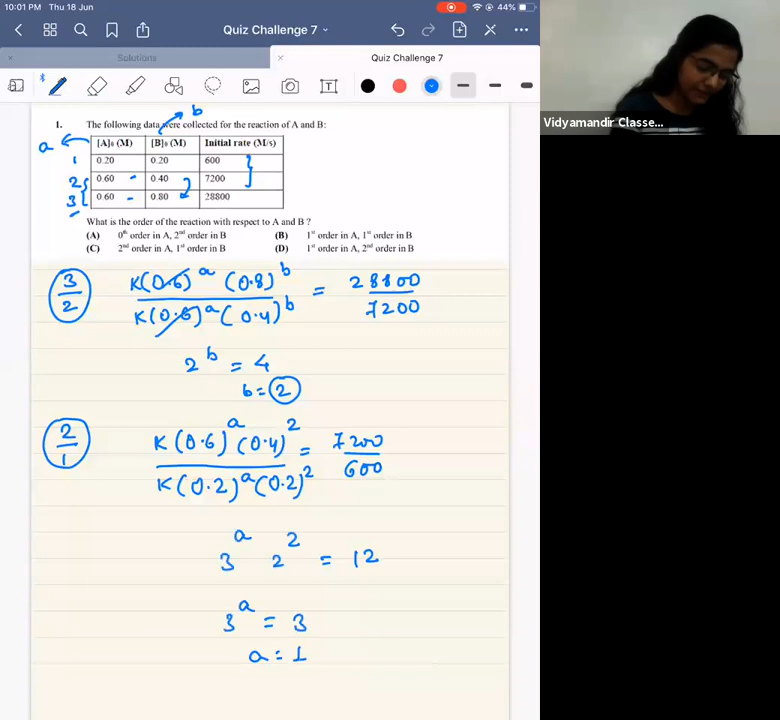 10:01 PM Thu 18 Jun
44%
Quiz Challenge 7
Solutions
Quiz Challenge 7
b
1. The following data were collected for the reaction of A and B:
a
[A]₀ (M) [B]₀ (M) Initial rate (M/s)
1 0.20 0.20 600
2 0.60 0.40 7200
3 0.60 0.80 28800
What is the order of the reaction with respect to A and B ?
(A) 0th order in A, 2nd order in B (B) 1st order in A, 1st order in B
(C) 2nd order in A, 1st order in B (D) 1st order in A, 2nd order in B
3/2 K(0.6)^a (0.8)^b / K(0.6)^a (0.4)^b = 28800/7200
2^b = 4
b = 2
2/1 K(0.6)^a (0.4)^2 / K(0.2)^a (0.2)^2 = 7200/600
3^a 2^2 = 12
3^a = 3
a = 1
Vidyamandir Classe...